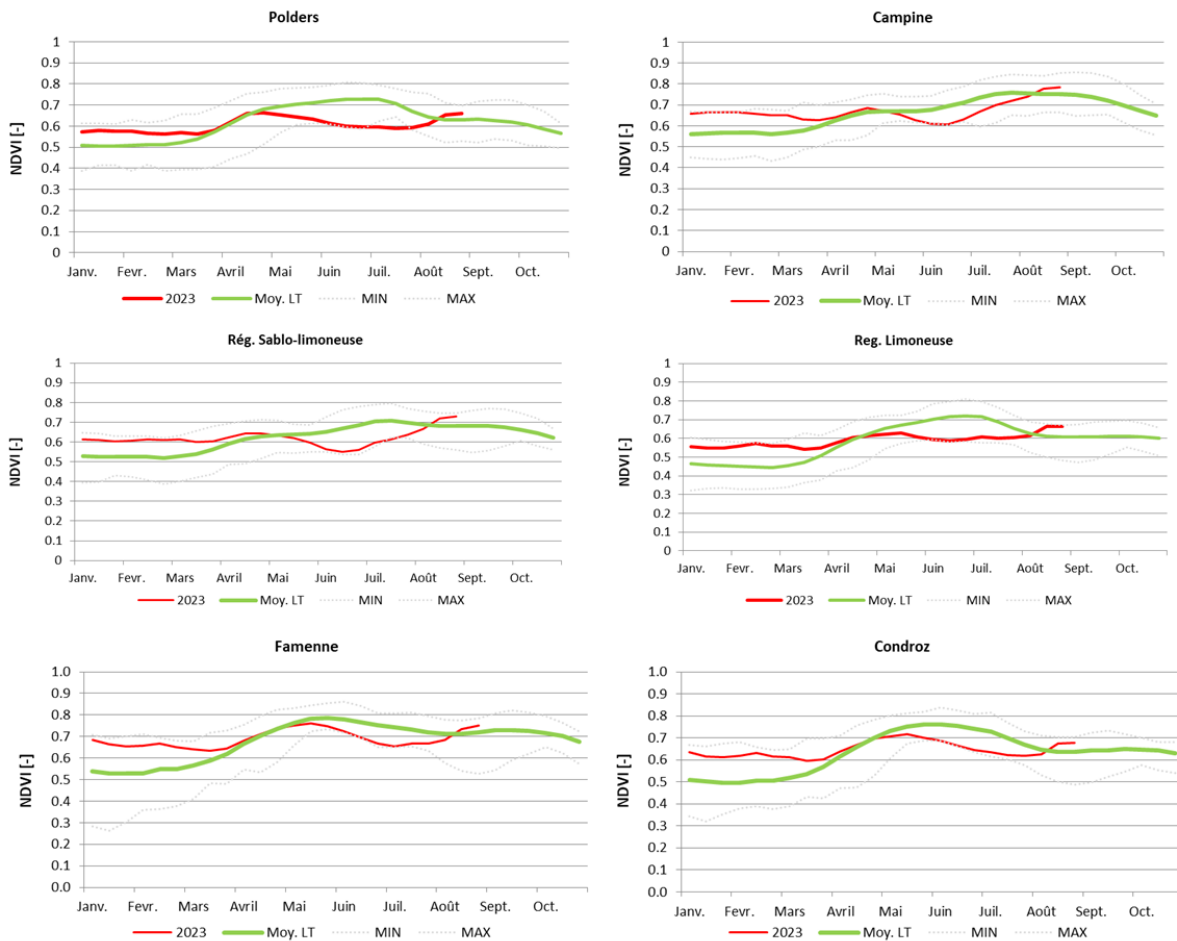 Polders
1
0.9
0.8
0.7
0.6
0.5
0.4
0.3
0.2
0.1
0
NDVI [-]
Janv. Fevr. Mars Avril Mai Juin Juil. Août Sept. Oct.
2023 Moy. LT MIN MAX
Campine
1
0.9
0.8
0.7
0.6
0.5
0.4
0.3
0.2
0.1
0
NDVI [-]
Janv. Fevr. Mars Avril Mai Juin Juil. Août Sept. Oct.
2023 Moy. LT MIN MAX
Rég. Sablo-limoneuse
1
0.9
0.8
0.7
0.6
0.5
0.4
0.3
0.2
0.1
0
NDVI [-]
Janv. Fevr. Mars Avril Mai Juin Juil. Août Sept. Oct.
2023 Moy. LT MIN MAX
Reg. Limoneuse
1
0.9
0.8
0.7
0.6
0.5
0.4
0.3
0.2
0.1
0
NDVI [-]
Janv. Fevr. Mars Avril Mai Juin Juil. Août Sept. Oct.
2023 Moy. LT MIN MAX
Famenne
1.0
0.9
0.8
0.7
0.6
0.5
0.4
0.3
0.2
0.1
0.0
NDVI [-]
Janv. Fevr. Mars Avril Mai Juin Juil. Août Sept. Oct.
2023 Moy. LT MIN MAX
Condroz
1.0
0.9
0.8
0.7
0.6
0.5
0.4
0.3
0.2
0.1
0.0
NDVI [-]
Janv. Fevr. Mars Avril Mai Juin Juil. Août Sept. Oct.
2023 Moy. LT MIN MAX